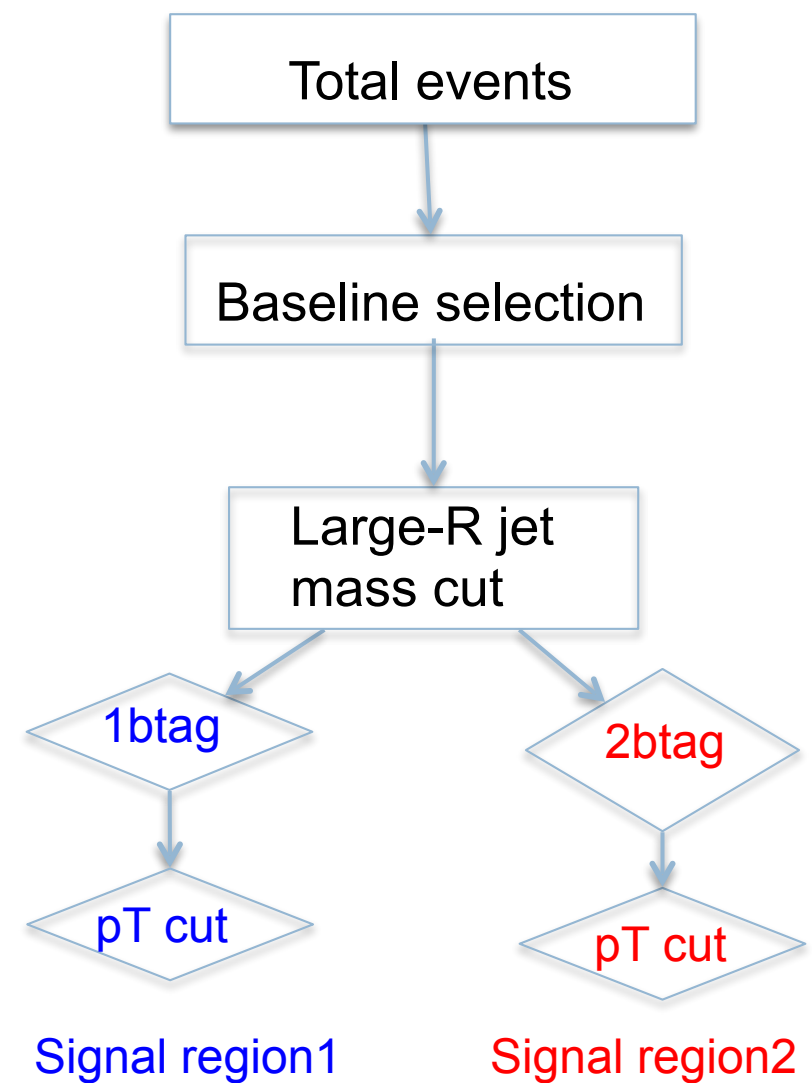 Total events
Baseline selection
Large-R jet
mass cut
1btag
2btag
pT cut
pT cut
Signal region1
Signal region2